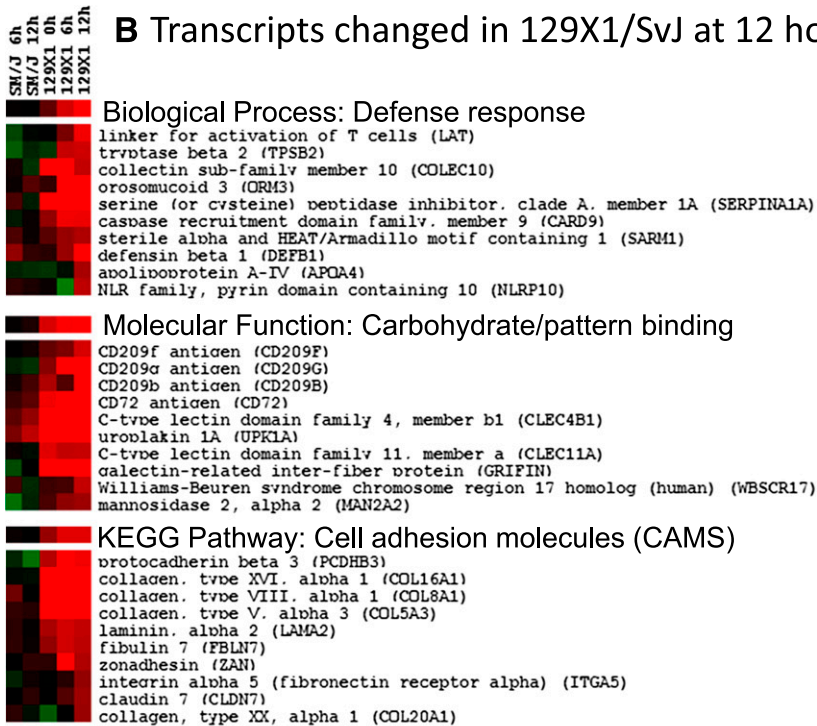 SM/J 6h
SM/J 12h
129X1 0h
129X1 6h
129X1 12h
B Transcripts changed in 129X1/SvJ at 12 ho
Biological Process: Defense response
linker for activation of T cells (LAT)
tryptase beta 2 (TPSB2)
collectin sub-family member 10 (COLEC10)
orosomucoid 3 (ORM3)
serine (or cysteine) peptidase inhibitor, clade A, member 1A (SERPINA1A)
caspase recruitment domain family, member 9 (CARD9)
sterile alpha and HEAT/Armadillo motif containing 1 (SARM1)
defensin beta 1 (DEFB1)
apolipoprotein A-IV (APOA4)
NLR family, pyrin domain containing 10 (NLRP10)
Molecular Function: Carbohydrate/pattern binding
CD209f antigen (CD209F)
CD209g antigen (CD209G)
CD209b antigen (CD209B)
CD72 antigen (CD72)
C-type lectin domain family 4, member b1 (CLEC4B1)
uroplakin 1A (UPK1A)
C-type lectin domain family 11, member a (CLEC11A)
galectin-related inter-fiber protein (GRIFIN)
Williams-Beuren syndrome chromosome region 17 homolog (human) (WBSCR17)
mannosidase 2, alpha 2 (MAN2A2)
KEGG Pathway: Cell adhesion molecules (CAMS)
protocadherin beta 3 (PCDHB3)
collagen, type XVI, alpha 1 (COL16A1)
collagen, type VIII, alpha 1 (COL8A1)
collagen, type V, alpha 3 (COL5A3)
laminin, alpha 2 (LAMA2)
fibulin 7 (FBLN7)
zonadhesin (ZAN)
integrin alpha 5 (fibronectin receptor alpha) (ITGA5)
claudin 7 (CLDN7)
collagen, type XX, alpha 1 (COL20A1)